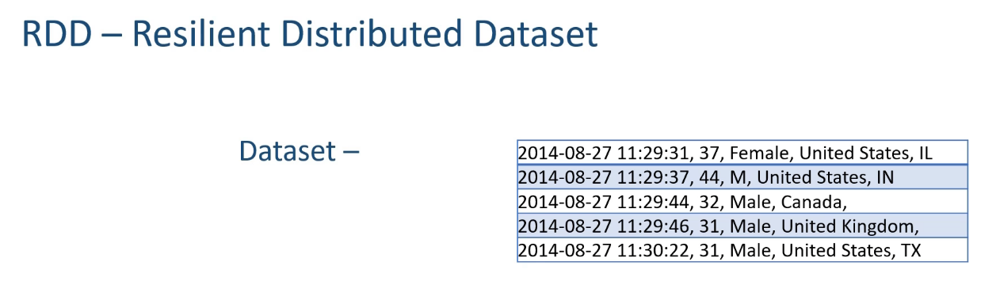 RDD – Resilient Distributed Dataset
Dataset –
2014-08-27 11:29:31, 37, Female, United States, IL
2014-08-27 11:29:37, 44, M, United States, IN
2014-08-27 11:29:44, 32, Male, Canada,
2014-08-27 11:29:46, 31, Male, United Kingdom,
2014-08-27 11:30:22, 31, Male, United States, TX